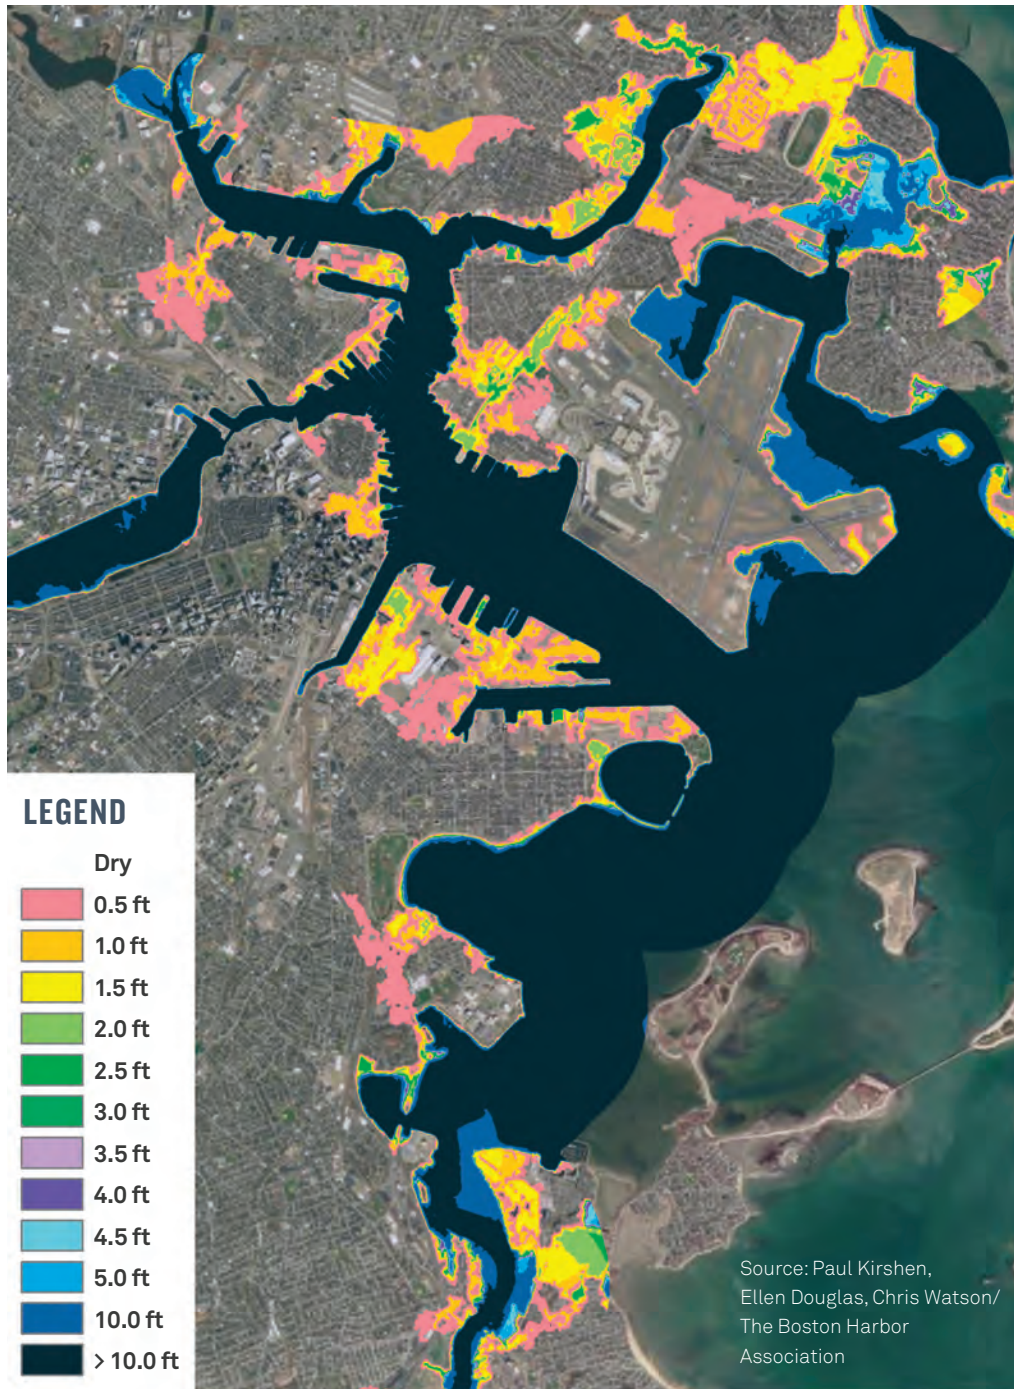 LEGEND
Dry
0.5 ft
1.0 ft
1.5 ft
2.0 ft
2.5 ft
3.0 ft
3.5 ft
4.0 ft
4.5 ft
5.0 ft
10.0 ft
> 10.0 ft
Source: Paul Kirshen,
Ellen Douglas, Chris Watson/
The Boston Harbor
Association